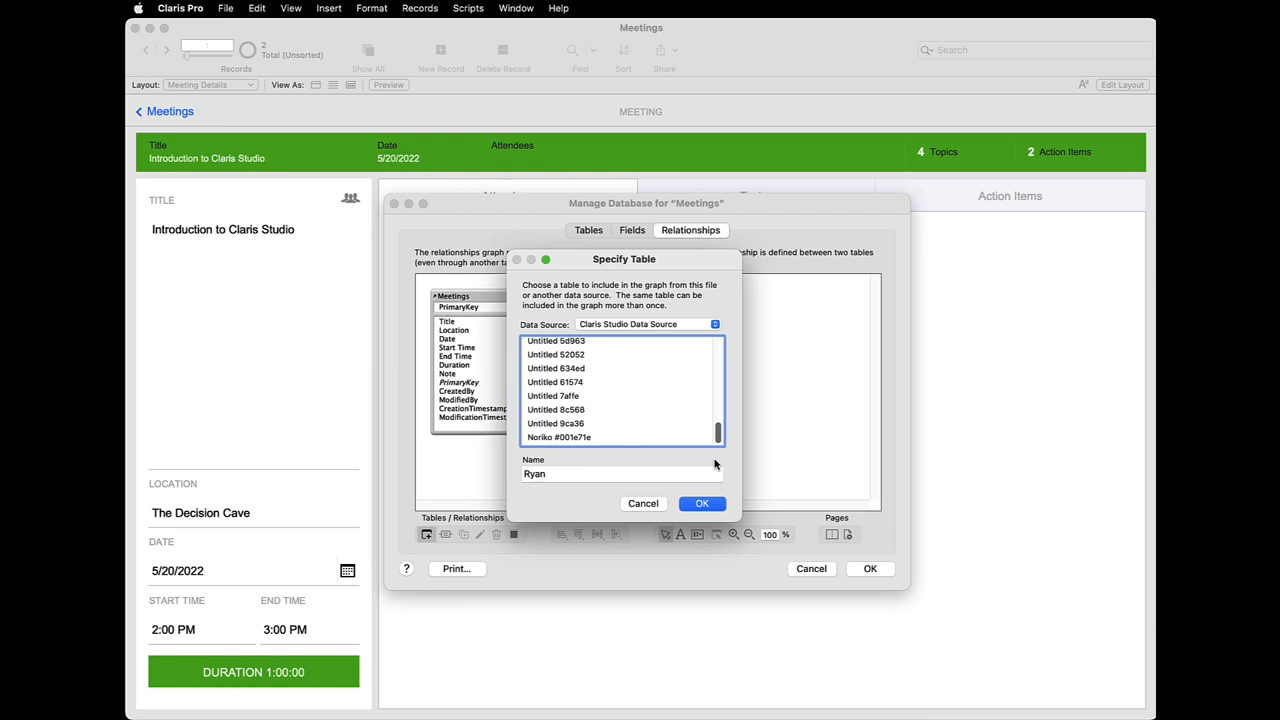 Claris Pro File Edit View Insert Format Records Scripts Window Help
Meetings
1
2
Total (Unsorted)
Search
Records Show All New Record Delete Record Find Sort Share
Layout: Meeting Details View As: Preview Edit Layout
Meetings
MEETING
Title Date Attendees
Introduction to Claris Studio 5/20/2022
4 Topics 2 Action Items
TITLE
Introduction to Claris Studio
Action Items
Manage Database for "Meetings"
Tables Fields Relationships
The relationships graph
ship is defined between two tables
(even through another ta
Meetings
PrimaryKey
Title
Location
Date
Start Time
End Time
Duration
Note
PrimaryKey
CreatedBy
ModifiedBy
CreationTimestamp
ModificationTimest
Specify Table
Choose a table to include in the graph from this file
or another data source. The same table can be
included in the graph more than once.
Data Source: Claris Studio Data Source
Untitled 5d963
Untitled 52052
Untitled 634ed
Untitled 61574
Untitled 7affe
Untitled 8c568
Untitled 9ca36
Noriko #001e71e
Name
Ryan
Cancel OK
Tables / Relationships
Pages
100 %
? Print... Cancel OK
LOCATION
The Decision Cave
DATE
5/20/2022
START TIME END TIME
2:00 PM 3:00 PM
DURATION 1:00:00